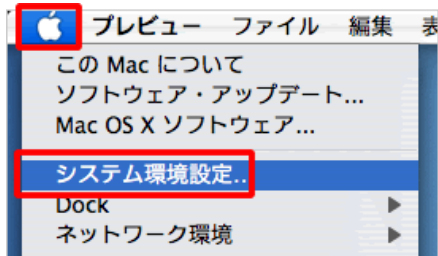 プレビュー ファイル 編集 表
この Mac について
ソフトウェア・アップデート...
Mac OS X ソフトウェア...
システム環境設定..
Dock
ネットワーク環境